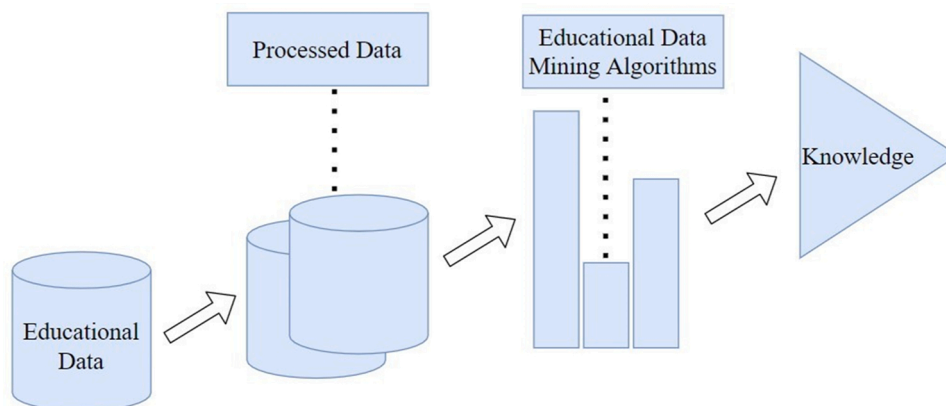 Processed Data
Educational Data
Mining Algorithms
Knowledge
Educational
Data